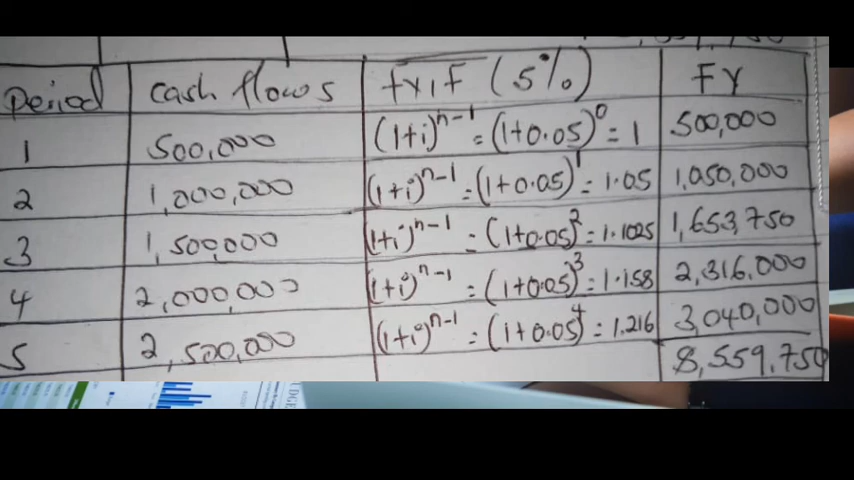 Period cash flows FVIF (5%) FV
1 500,000 (1+i)^n-1 = (1+0.05)^0 = 1 500,000
2 1,000,000 (1+i)^n-1 = (1+0.05)^1 = 1.05 1,050,000
3 1,500,000 (1+i)^n-1 = (1+0.05)^2 = 1.1025 1,653,750
4 2,000,000 (1+i)^n-1 = (1+0.05)^3 = 1.158 2,316,000
5 2,500,000 (1+i)^n-1 = (1+0.05)^4 = 1.216 3,040,000
8,559,750